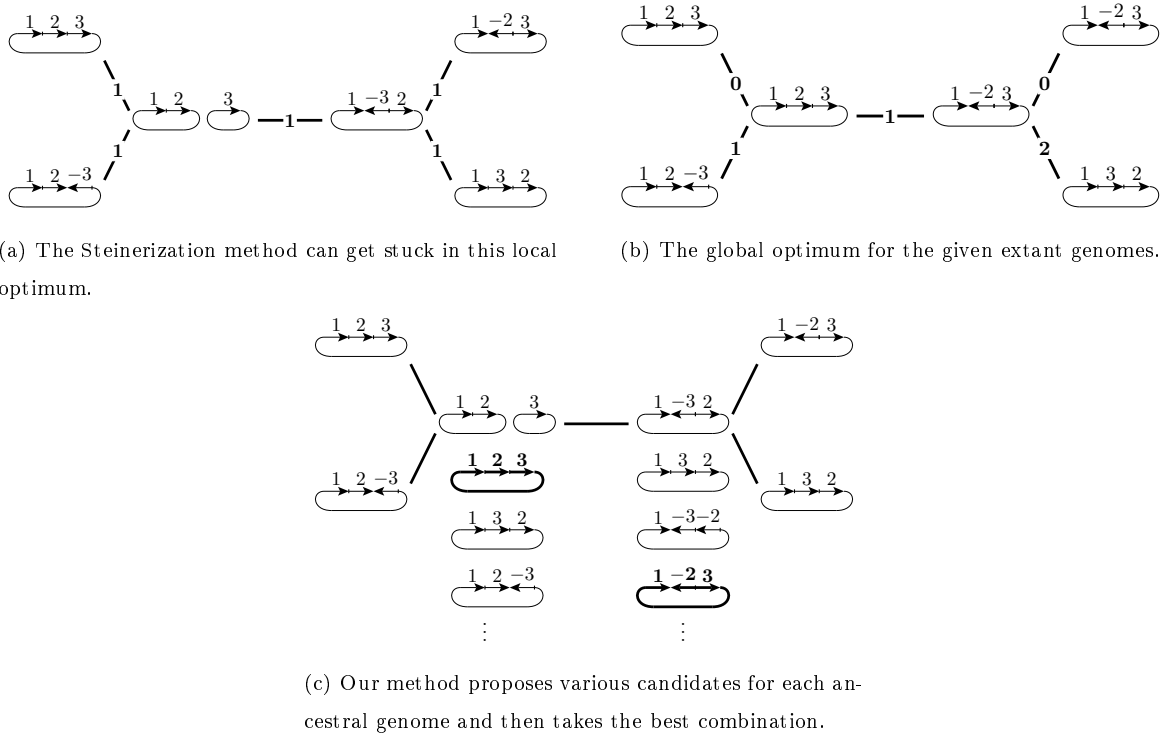 1 2 3
1 -2 3
1
1
1 2
3
1
1 -3 2
1
1
1 2 -3
1 3 2
(a) The Steinerization method can get stuck in this local
optimum.
1 2 3
1 -2 3
0
0
1 2 3
1
1 -2 3
1
2
1 2 -3
1 3 2
(b) The global optimum for the given extant genomes.
1 2 3
1 -2 3
1 2
3
1 -3 2
1 2 -3
1 2 3
1 3 2
1 3 2
1 3 2
1 -3 -2
1 2 -3
1 -2 3
⋮
⋮
(c) Our method proposes various candidates for each an-
cestral genome and then takes the best combination.